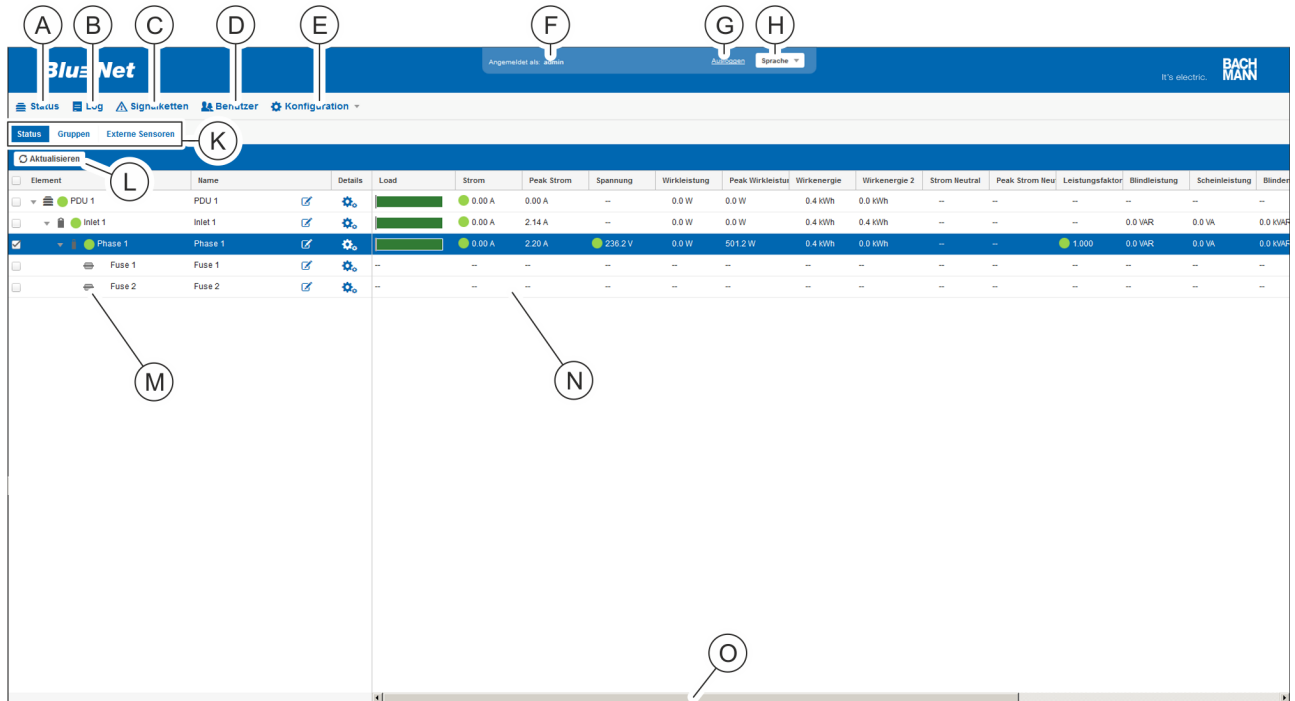 A B C D E F G H
BlueNet
Angemeldet als: admin
Ausloggen
Sprache
It's electric.
BACH
MANN
Status Log Signalketten Benutzer Konfiguration
Status Gruppen Externe Sensoren
K
Aktualisieren
L
Element Name Details Load Strom Peak Strom Spannung Wirkleistung Peak Wirkleistu Wirkenergie Wirkenergie 2 Strom Neutral Peak Strom Neu Leistungsfaktor Blindleistung Scheinleistung Blinden
PDU 1 PDU 1 0.00 A 0.00 A -- 0.0 W 0.0 W 0.4 kWh 0.0 kWh -- -- -- -- -- --
Inlet 1 Inlet 1 0.00 A 2.14 A -- 0.0 W 0.0 W 0.4 kWh 0.4 kWh -- -- -- 0.0 VAR 0.0 VA 0.0 kVAR
Phase 1 Phase 1 0.00 A 2.20 A 236.2 V 0.0 W 501.2 W 0.4 kWh 0.0 kWh -- -- 1.000 0.0 VAR 0.0 VA 0.0 kVAR
Fuse 1 Fuse 1 -- -- -- -- -- -- -- -- -- -- -- -- -- --
Fuse 2 Fuse 2 -- -- -- -- -- -- -- -- -- -- -- -- -- --
M
N
O